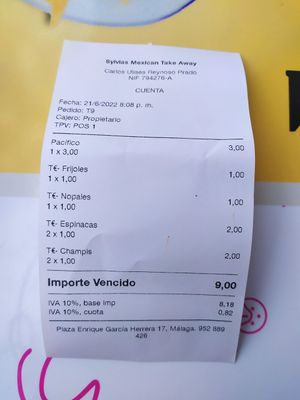 Sylvias Mexican Take Away
Carlos Ulises Reynoso Prado
NIF 794276-A
CUENTA
Fecha: 21/6/2022 8:08 p. m.
Pedido: T9
Cajero: Propietario
TPV: POS 1
Pacifico
1 x 3,00 3,00
T€- Frijoles
1 x 1,00 1,00
T€- Nopales
1 x 1,00 1,00
T€- Espinacas
2 x 1,00 2,00
T€- Champis
2 x 1,00 2,00
Importe Vencido 9,00
IVA 10%, base imp 8,18
IVA 10%, cuota 0,82
Plaza Enrique García Herrera 17, Málaga. 952 889
426